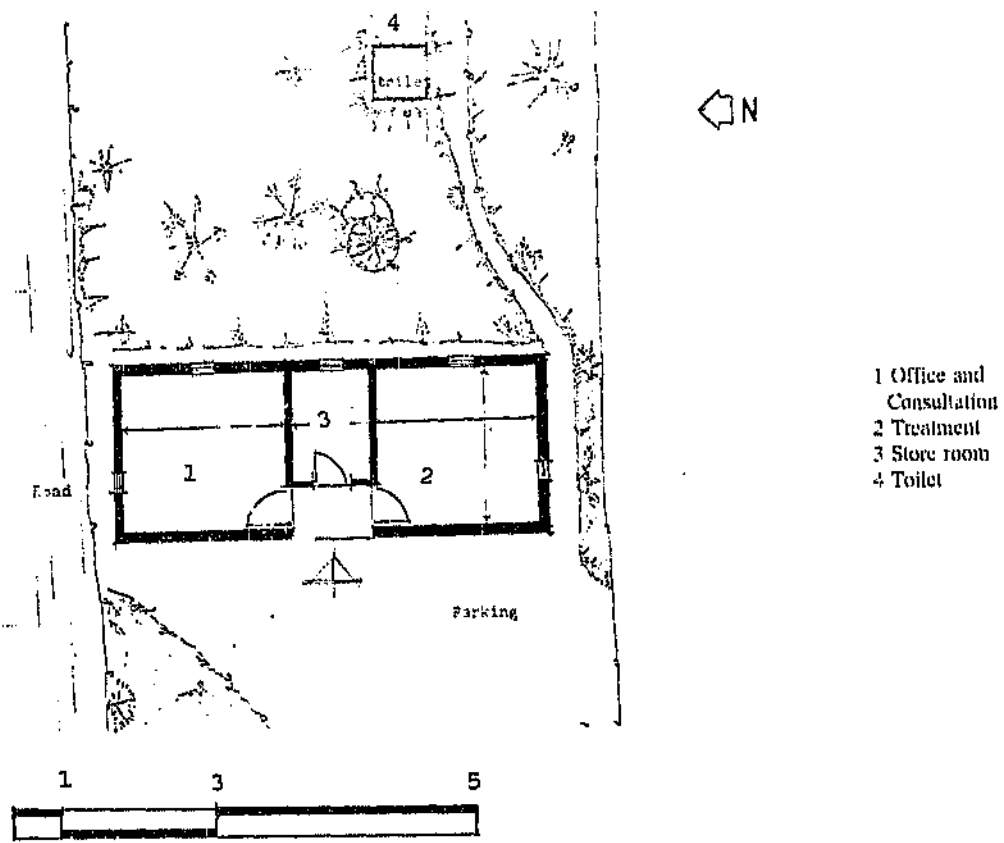 4
toile
N
3
1
2
Road
Parking
1 Office and
Consultation
2 Treatment
3 Store room
4 Toilet
1 3 5